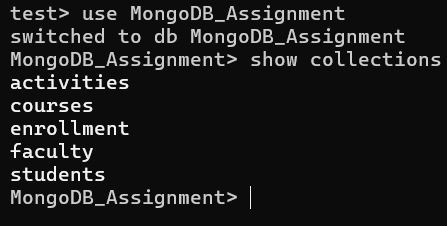 test> use MongoDB_Assignment
switched to db MongoDB_Assignment
MongoDB_Assignment> show collections
activities
courses
enrollment
faculty
students
MongoDB_Assignment>